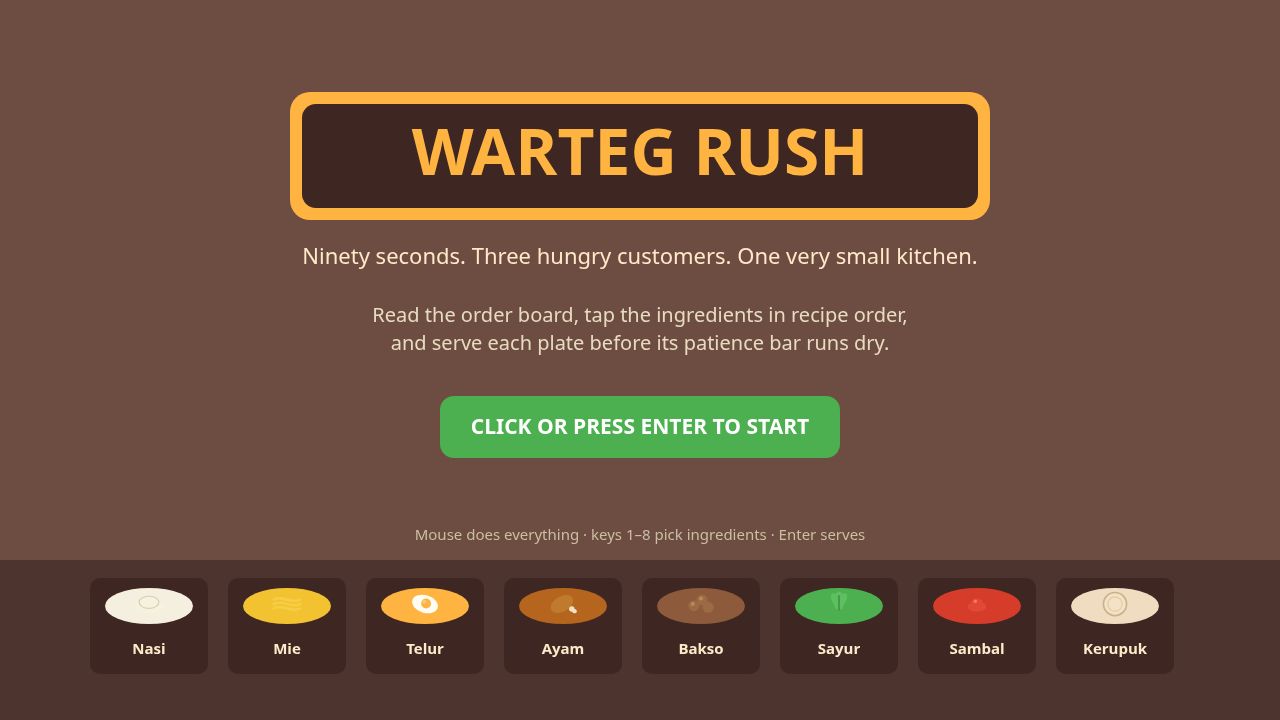 WARTEG RUSH
Ninety seconds. Three hungry customers. One very small kitchen.
Read the order board, tap the ingredients in recipe order,
and serve each plate before its patience bar runs dry.
CLICK OR PRESS ENTER TO START
Mouse does everything · keys 1–8 pick ingredients · Enter serves
Nasi
Mie
Telur
Ayam
Bakso
Sayur
Sambal
Kerupuk